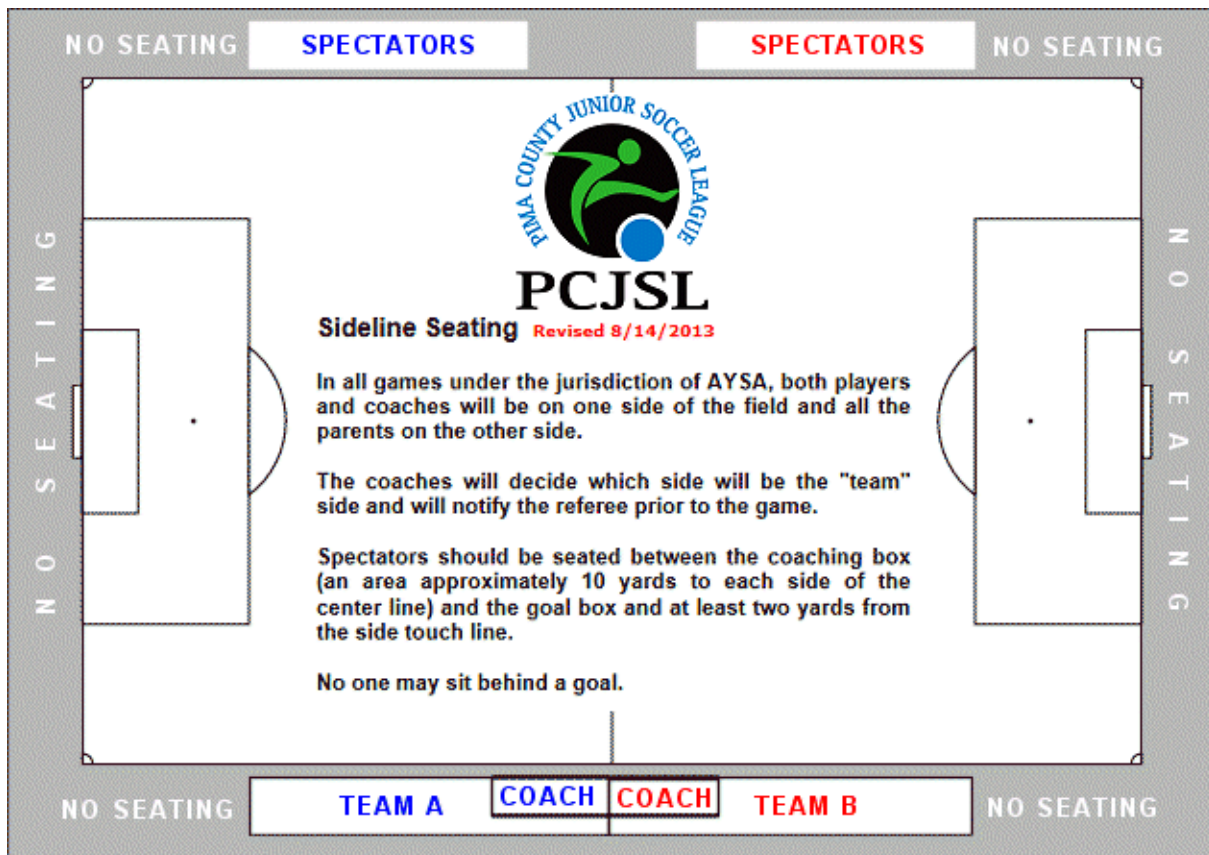 NO SEATING SPECTATORS SPECTATORS NO SEATING
PIMA COUNTY JUNIOR SOCCER LEAGUE
PCJSL
Sideline Seating Revised 8/14/2013
In all games under the jurisdiction of AYSA, both players
and coaches will be on one side of the field and all the
parents on the other side.
The coaches will decide which side will be the "team"
side and will notify the referee prior to the game.
Spectators should be seated between the coaching box
(an area approximately 10 yards to each side of the
center line) and the goal box and at least two yards from
the side touch line.
No one may sit behind a goal.
NO SEATING
NO SEATING
NO SEATING TEAM A COACH COACH TEAM B NO SEATING